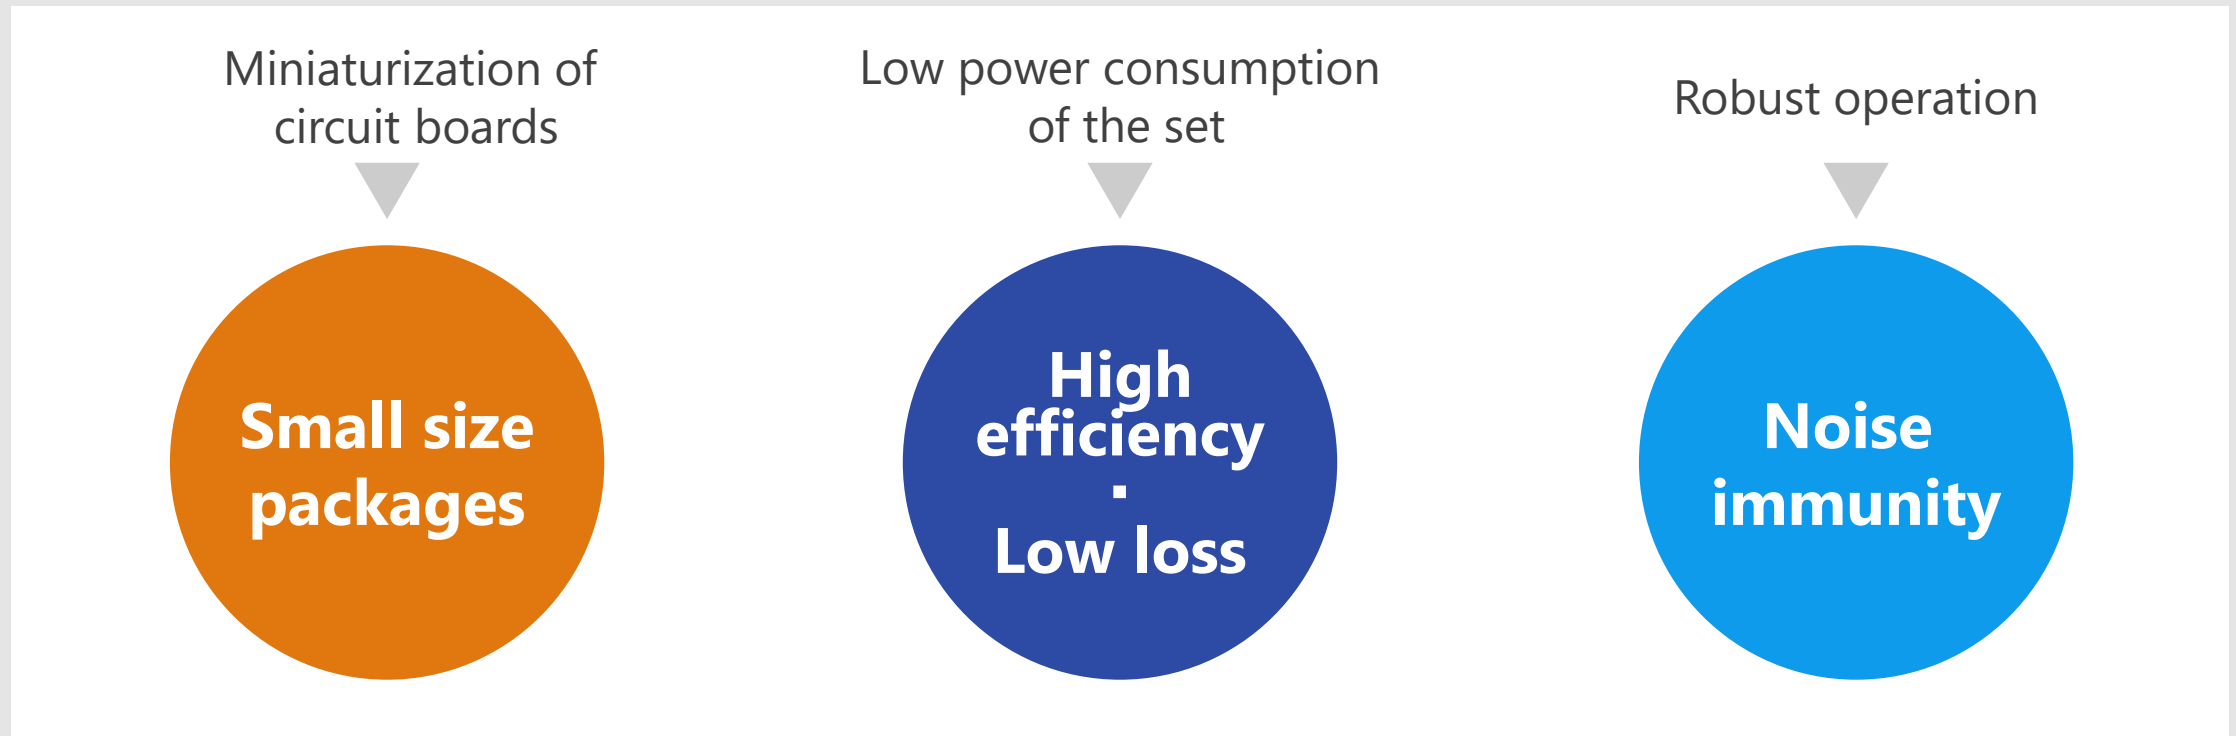 Miniaturization of
circuit boards
Small size
packages
Low power consumption
of the set
High
efficiency
·
Low loss
Robust operation
Noise
immunity